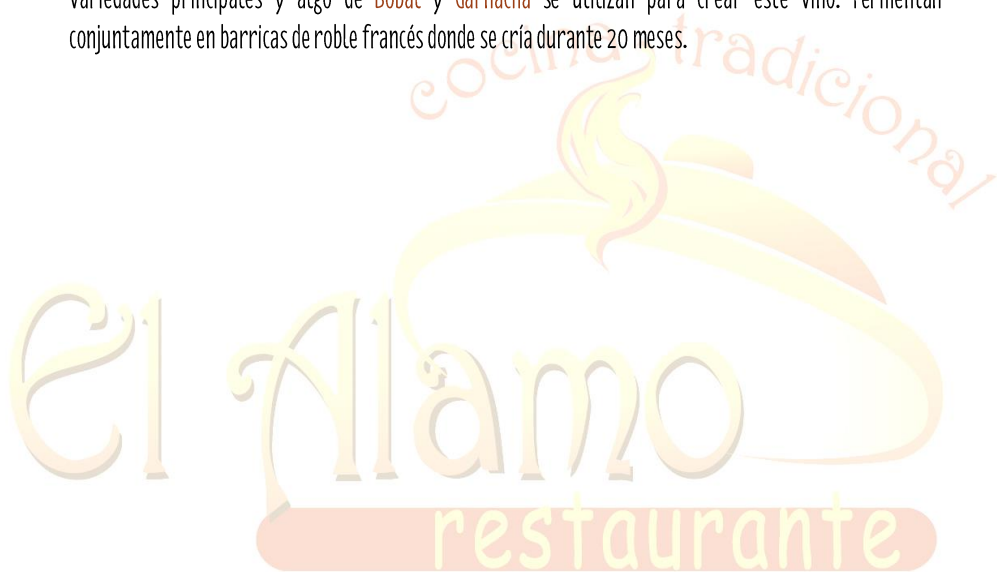 Variedades principales y algo de Bobal y Garnacha se utilizan para crear este vino. Fermentan
conjuntamente en barricas de roble francés donde se cría durante 20 meses.
cocina tradicional
El Alamo
restaurante